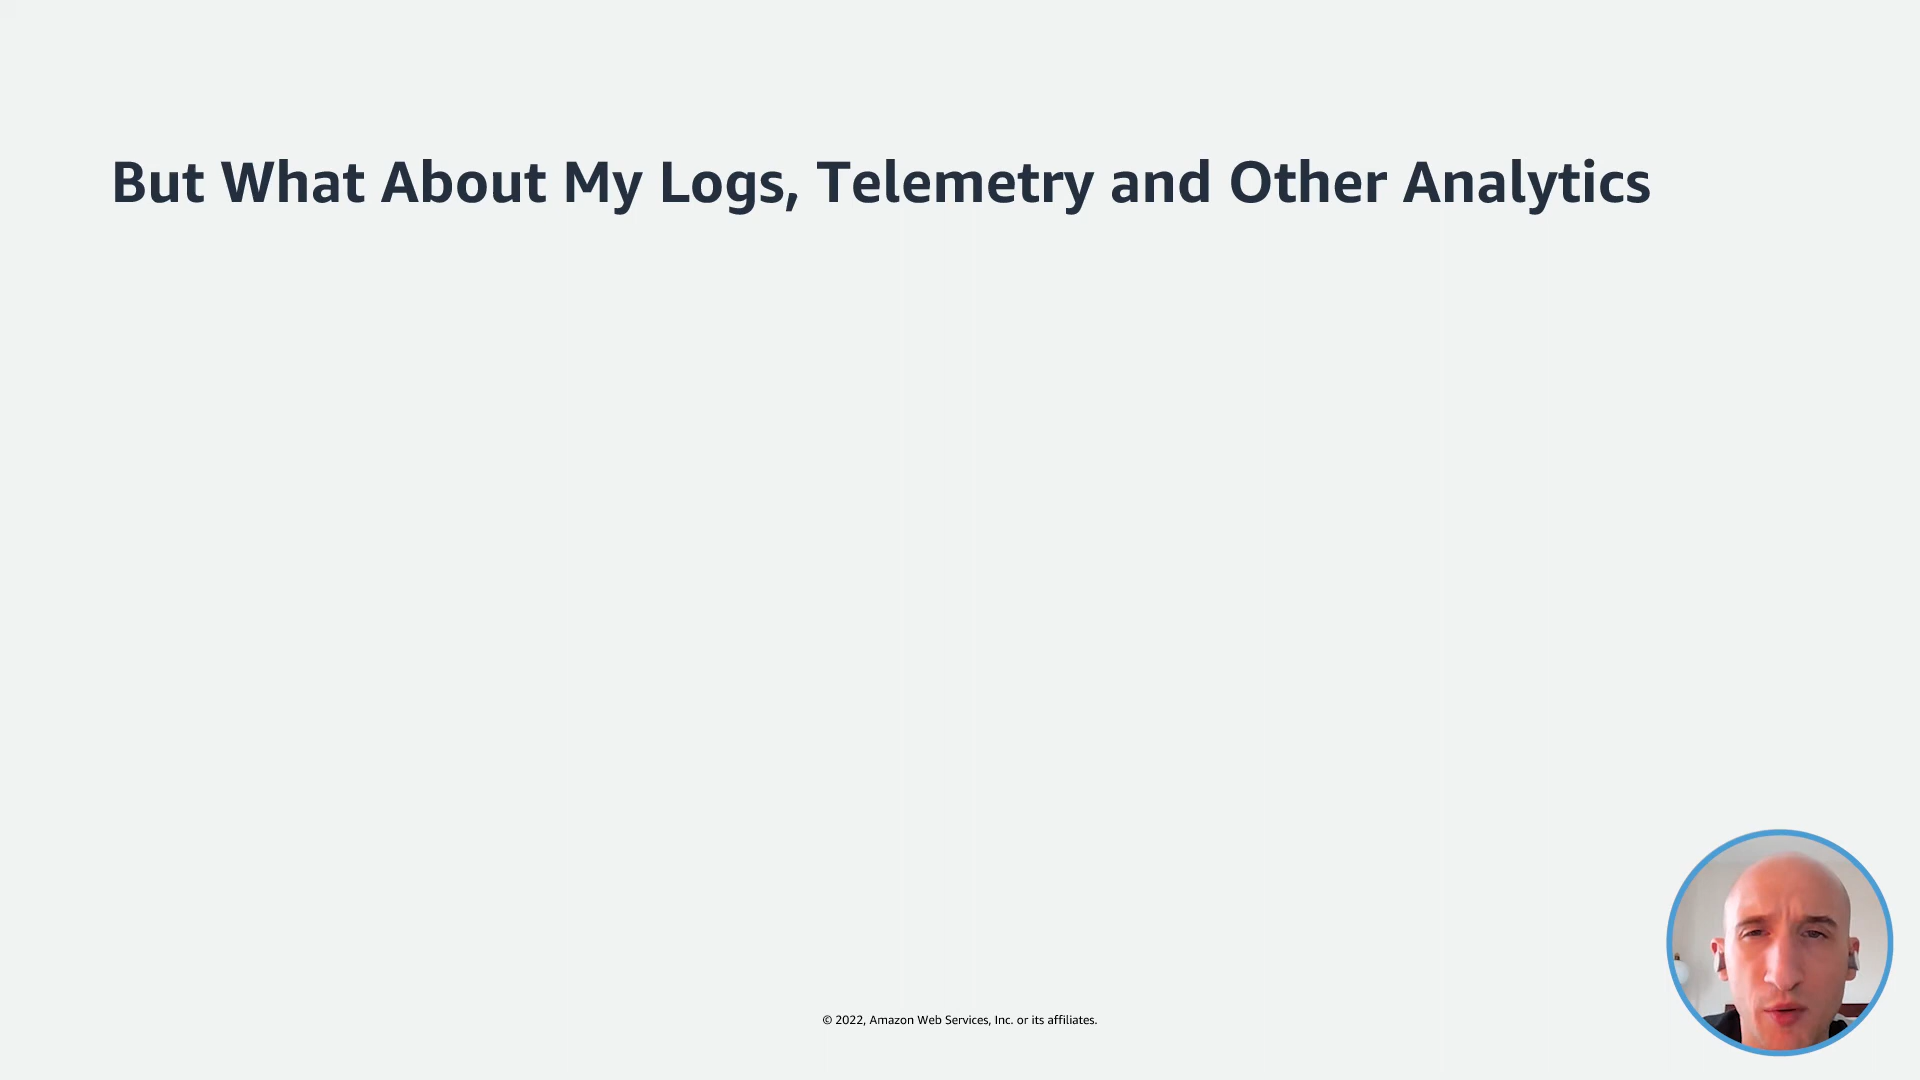 But What About My Logs, Telemetry and Other Analytics
© 2022, Amazon Web Services, Inc. or its affiliates.